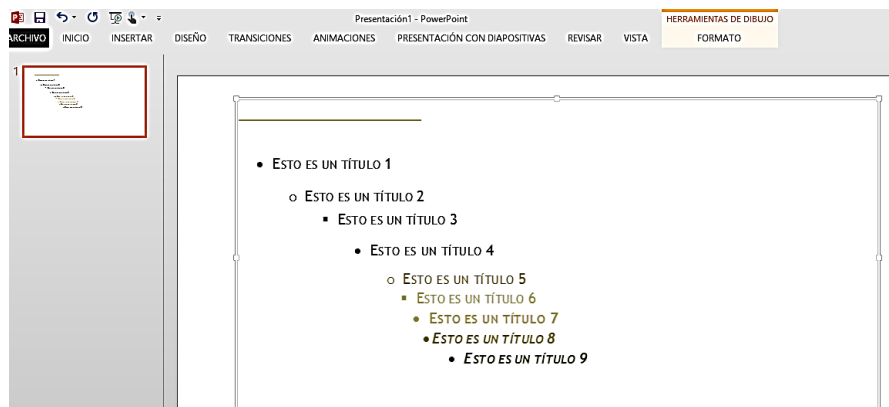 Presentación1 - PowerPoint
HERRAMIENTAS DE DIBUJO
ARCHIVO INICIO INSERTAR DISEÑO TRANSICIONES ANIMACIONES PRESENTACIÓN CON DIAPOSITIVAS REVISAR VISTA FORMATO
1
• Esto es un título 1
o Esto es un título 2
▪ Esto es un título 3
• Esto es un título 4
o Esto es un título 5
▪ Esto es un título 6
• Esto es un título 7
• Esto es un título 8
• Esto es un título 9